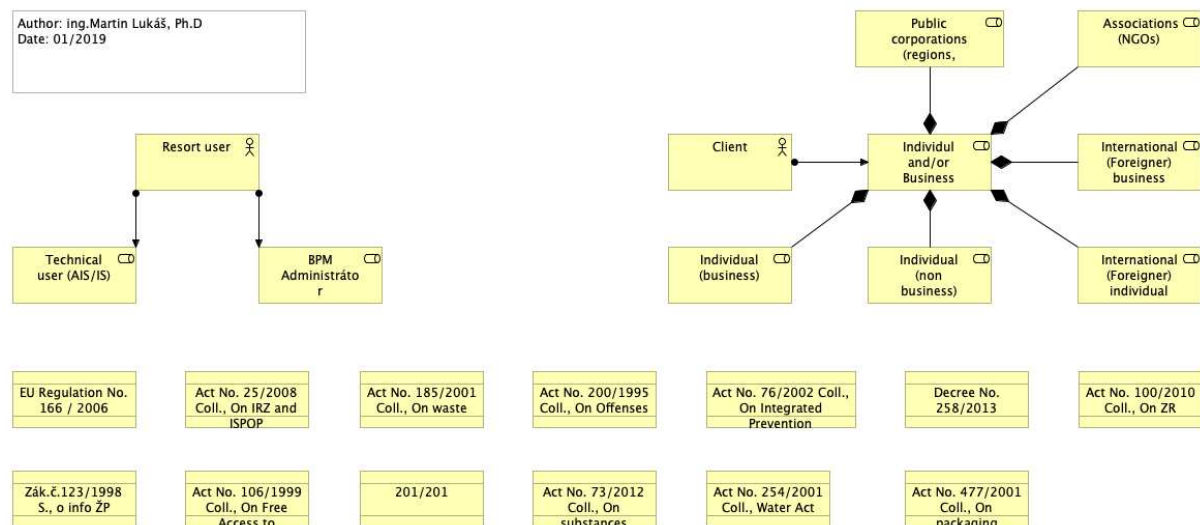 Author: ing.Martin Lukáš, Ph.D
Date: 01/2019
Public
corporations
(regions,
Associations
(NGOs)
Resort user
Client
Individul
and/or
Business
International
(Foreigner)
business
Technical
user (AIS/IS)
BPM
Administráto
r
Individual
(business)
Individual
(non
business)
International
(Foreigner)
individual
EU Regulation No.
166 / 2006
Act No. 25/2008
Coll., On IRZ and
ISPOP
Act No. 185/2001
Coll., On waste
Act No. 200/1995
Coll., On Offenses
Act No. 76/2002 Coll.,
On Integrated
Prevention
Decree No.
258/2013
Act No. 100/2010
Coll., On ZR
Zák.č.123/1998
S., o info ŽP
Act No. 106/1999
Coll., On Free
Access to
201/201
Act No. 73/2012
Coll., On
substances
Act No. 254/2001
Coll., Water Act
Act No. 477/2001
Coll., On
packaging